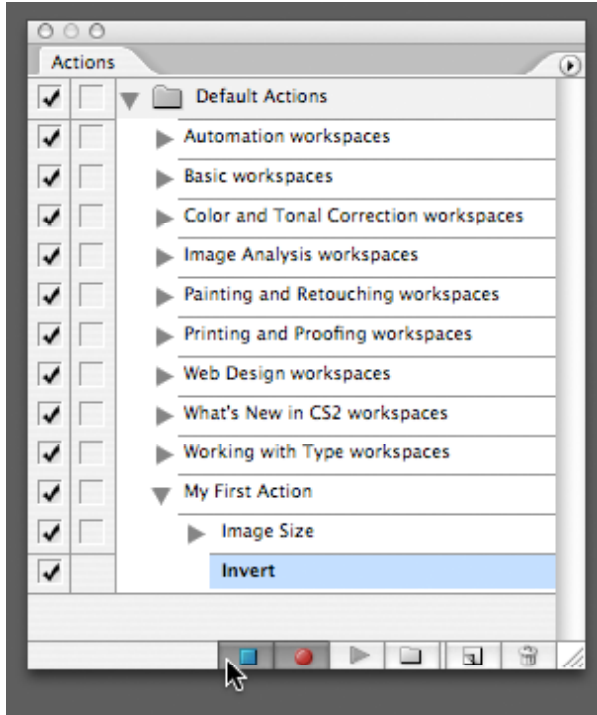 Actions
Default Actions
Automation workspaces
Basic workspaces
Color and Tonal Correction workspaces
Image Analysis workspaces
Painting and Retouching workspaces
Printing and Proofing workspaces
Web Design workspaces
What's New in CS2 workspaces
Working with Type workspaces
My First Action
Image Size
Invert